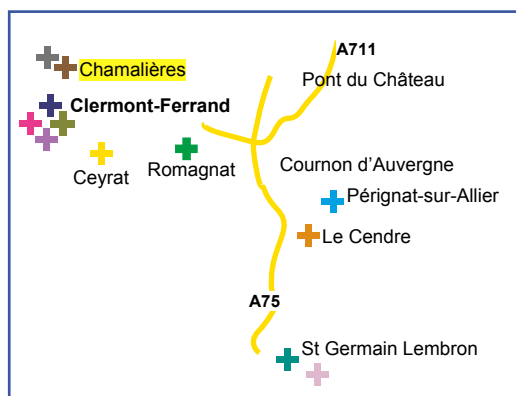 A711
Chamalières
Pont du Château
Clermont-Ferrand
Cournon d'Auvergne
Romagnat
Ceyrat
Pérignat-sur-Allier
Le Cendre
A75
St Germain Lembron